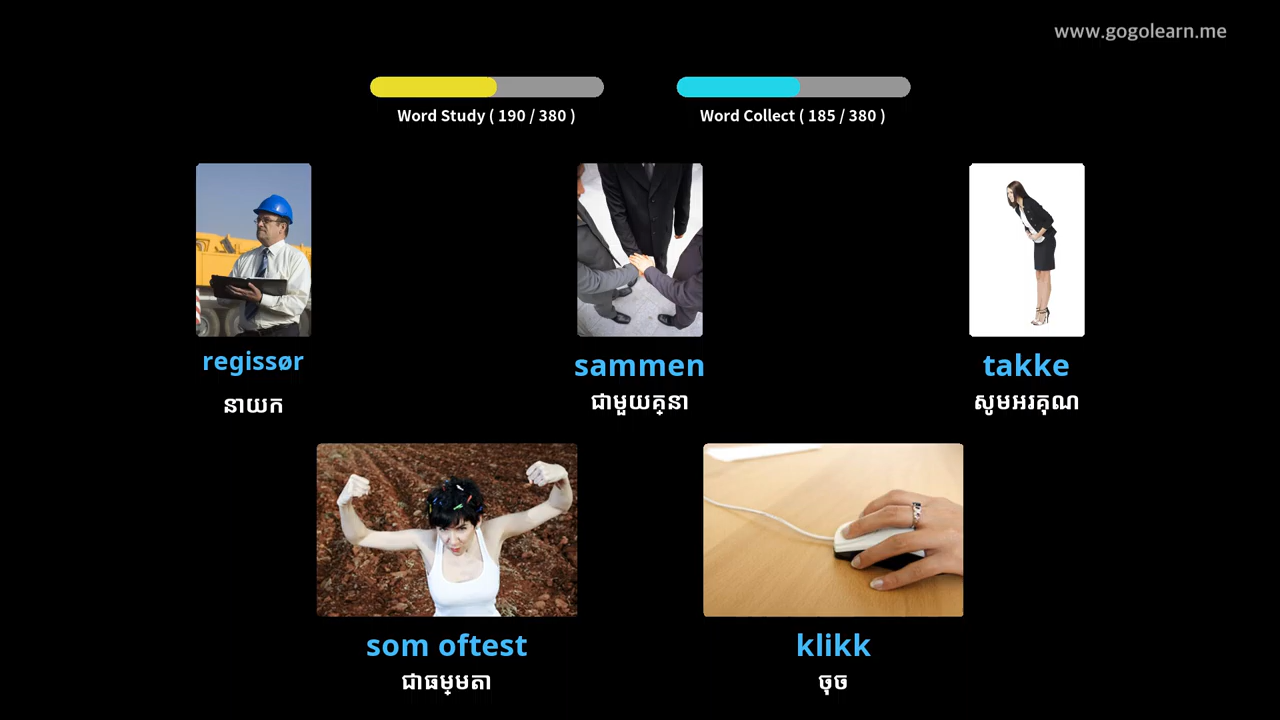 www.gogolearn.me
Word Study ( 190 / 380 )
Word Collect ( 185 / 380 )
regissør
sammen
takke
នាយក
ជាមួយគ្នា
សូមអរគុណ
som oftest
klikk
ជាធម្មតា
ចុច